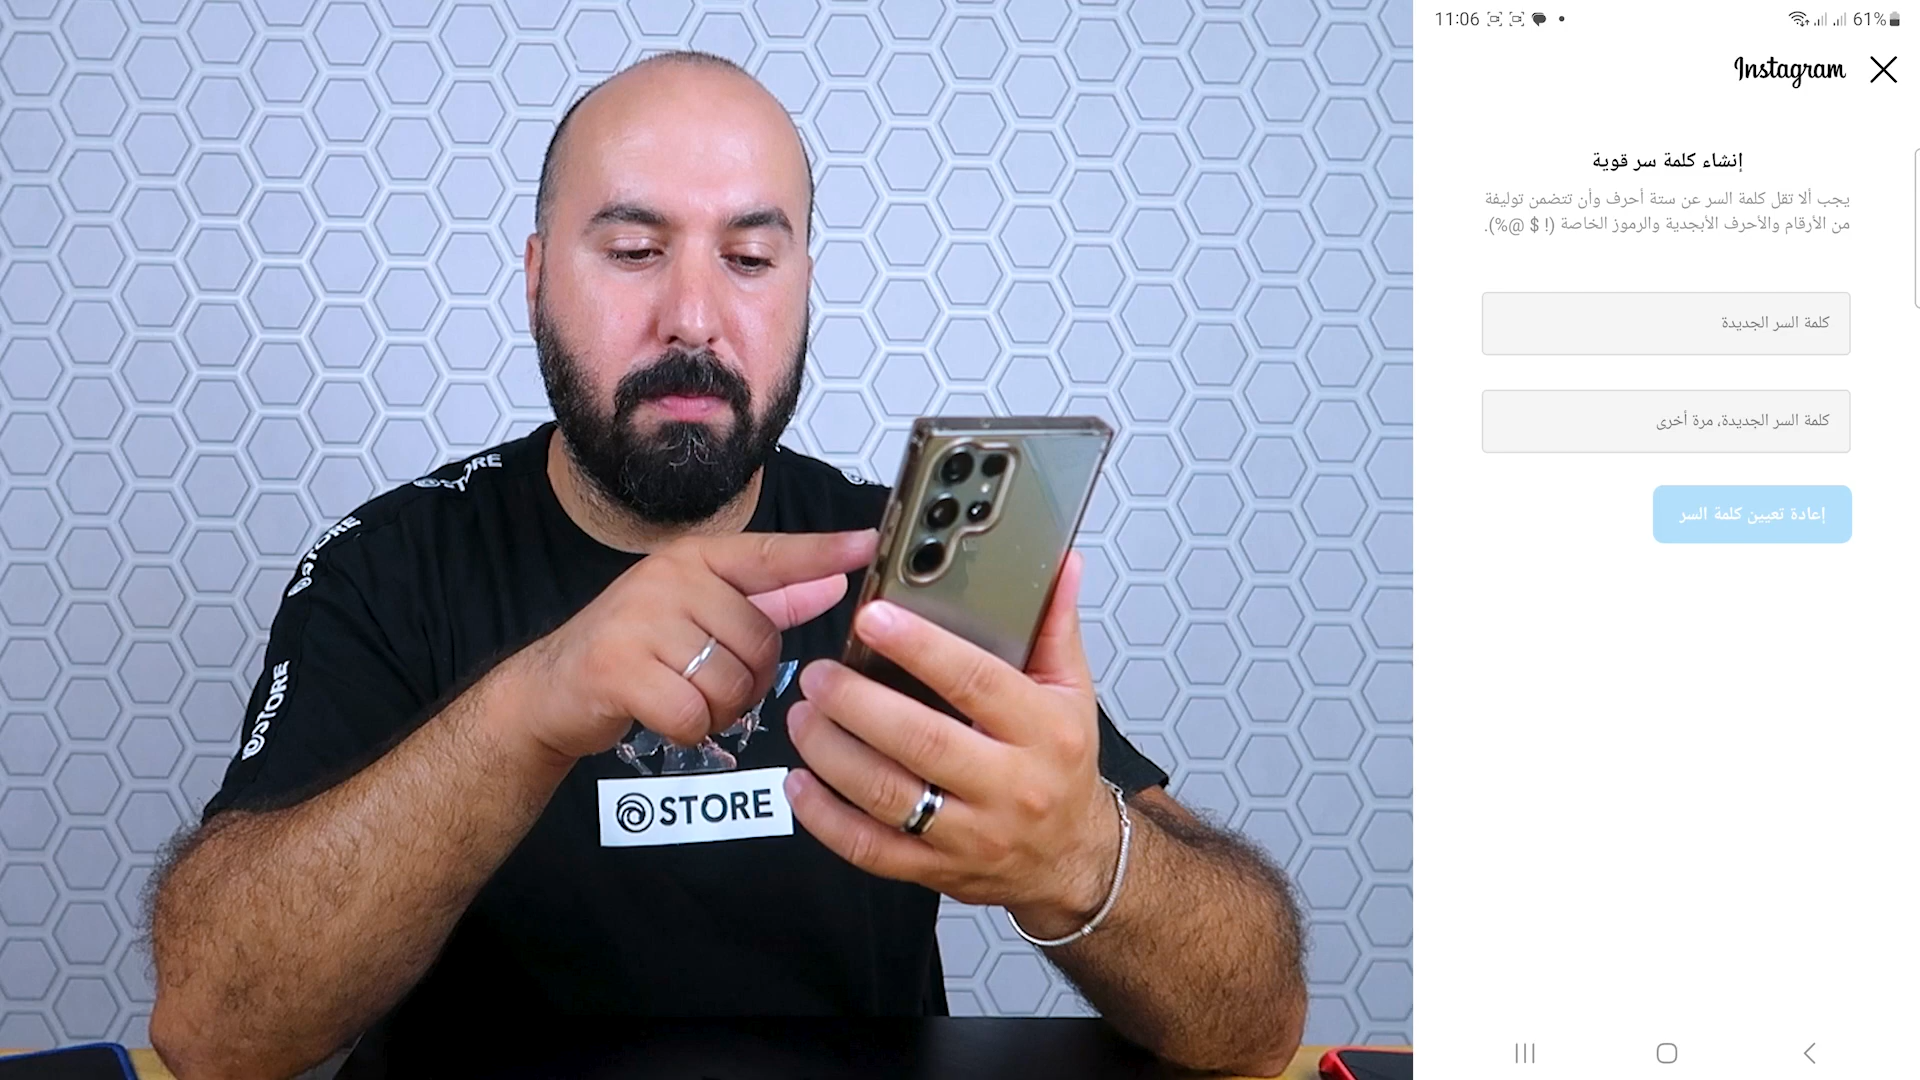 STORE
STORE
STORE
STORE
11:06
61%
Instagram
إنشاء كلمة سر قوية
يجب ألا تقل كلمة السر عن ستة أحرف وأن تتضمن توليفة
من الأرقام والأحرف الأبجدية والرموز الخاصة (! $ @%).
كلمة السر الجديدة
كلمة السر الجديدة، مرة أخرى
إعادة تعيين كلمة السر